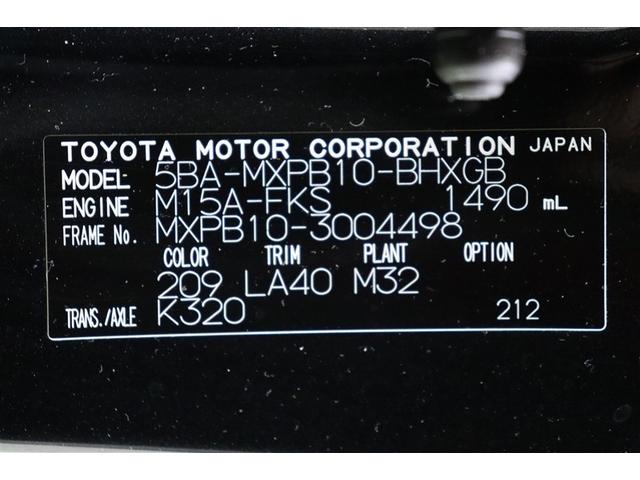 TOYOTA MOTOR CORPORATION JAPAN
MODEL 5BA-MXPB10-BHXGB
ENGINE M15A-FKS 1490 mL
FRAME No. MXPB10-3004498
COLOR TRIM PLANT OPTION
209 LA40 M32
TRANS./AXLE K320 212